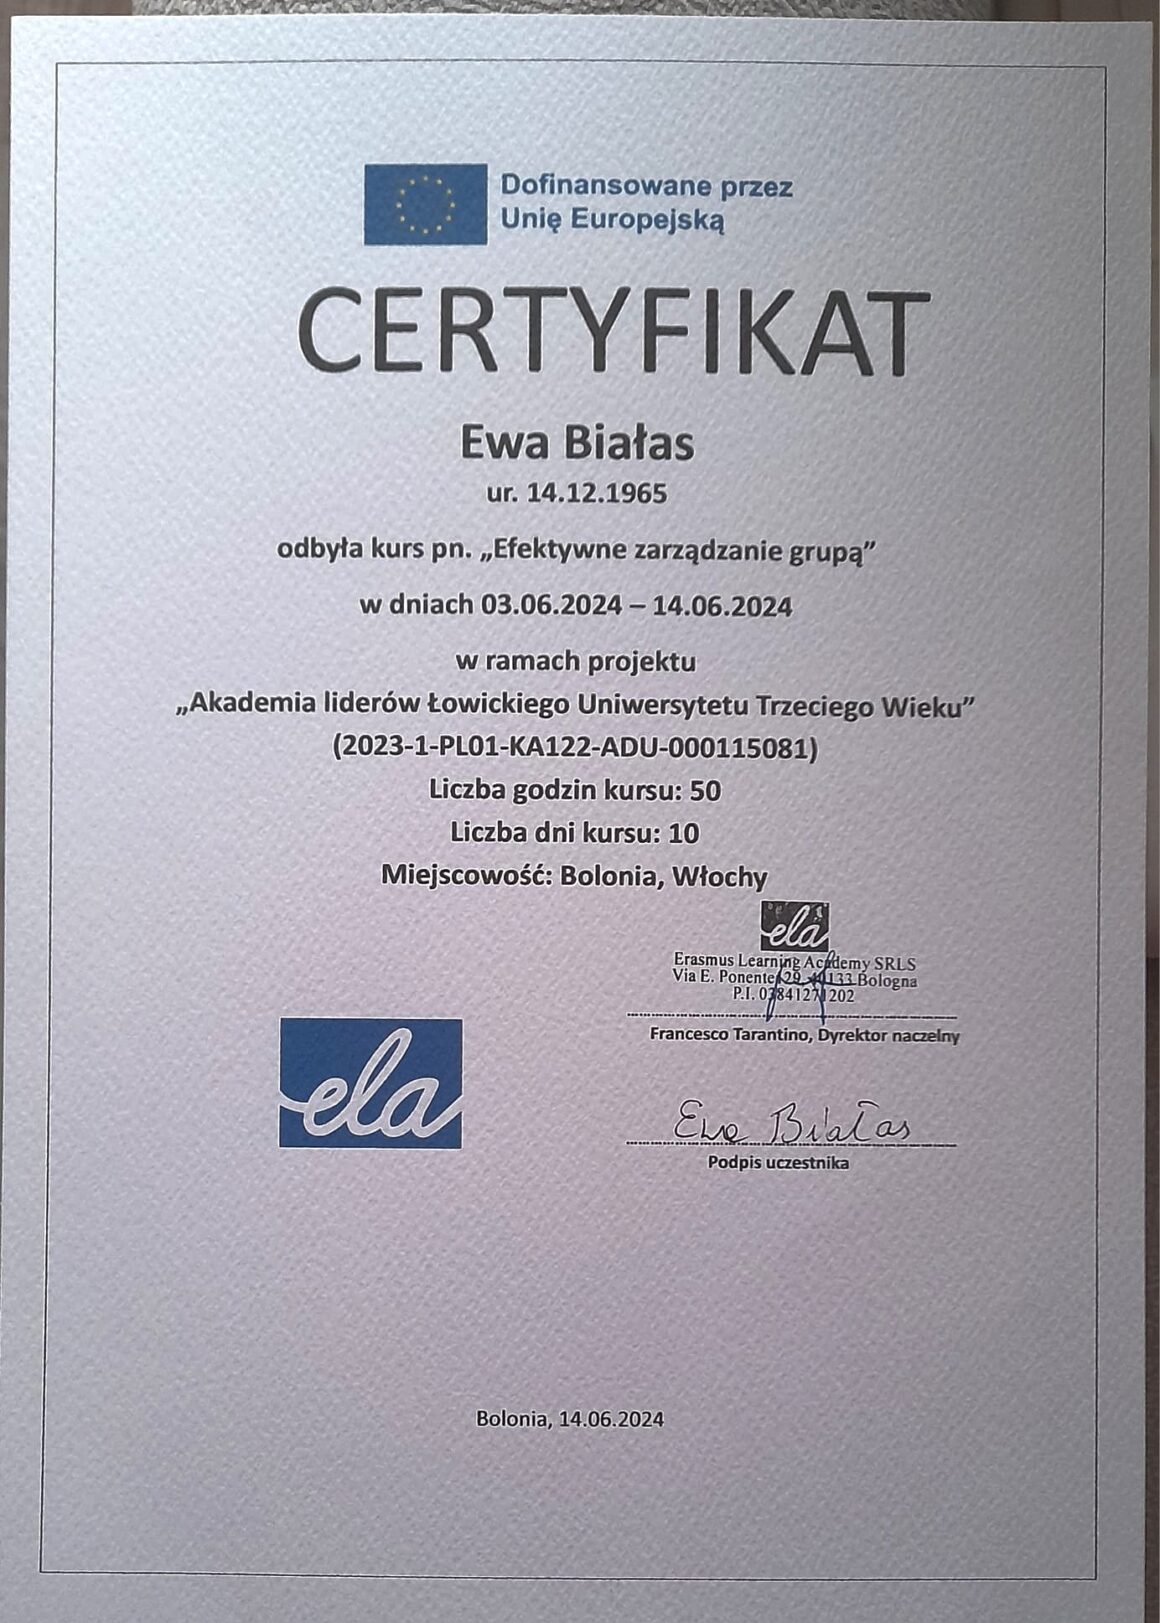 Dofinansowane przez
Unię Europejską
CERTYFIKAT
Ewa Białas
ur. 14.12.1965
odbyła kurs pn. „Efektywne zarządzanie grupą”
w dniach 03.06.2024 – 14.06.2024
w ramach projektu
„Akademia liderów Łowickiego Uniwersytetu Trzeciego Wieku”
(2023-1-PL01-KA122-ADU-000115081)
Liczba godzin kursu: 50
Liczba dni kursu: 10
Miejscowość: Bolonia, Włochy
ela
Erasmus Learning Academy SRLS
Via E. Ponente 29 40133 Bologna
P.I. 03841271202
Francesco Tarantino, Dyrektor naczelny
ela
Ewa Białas
Podpis uczestnika
Bolonia, 14.06.2024